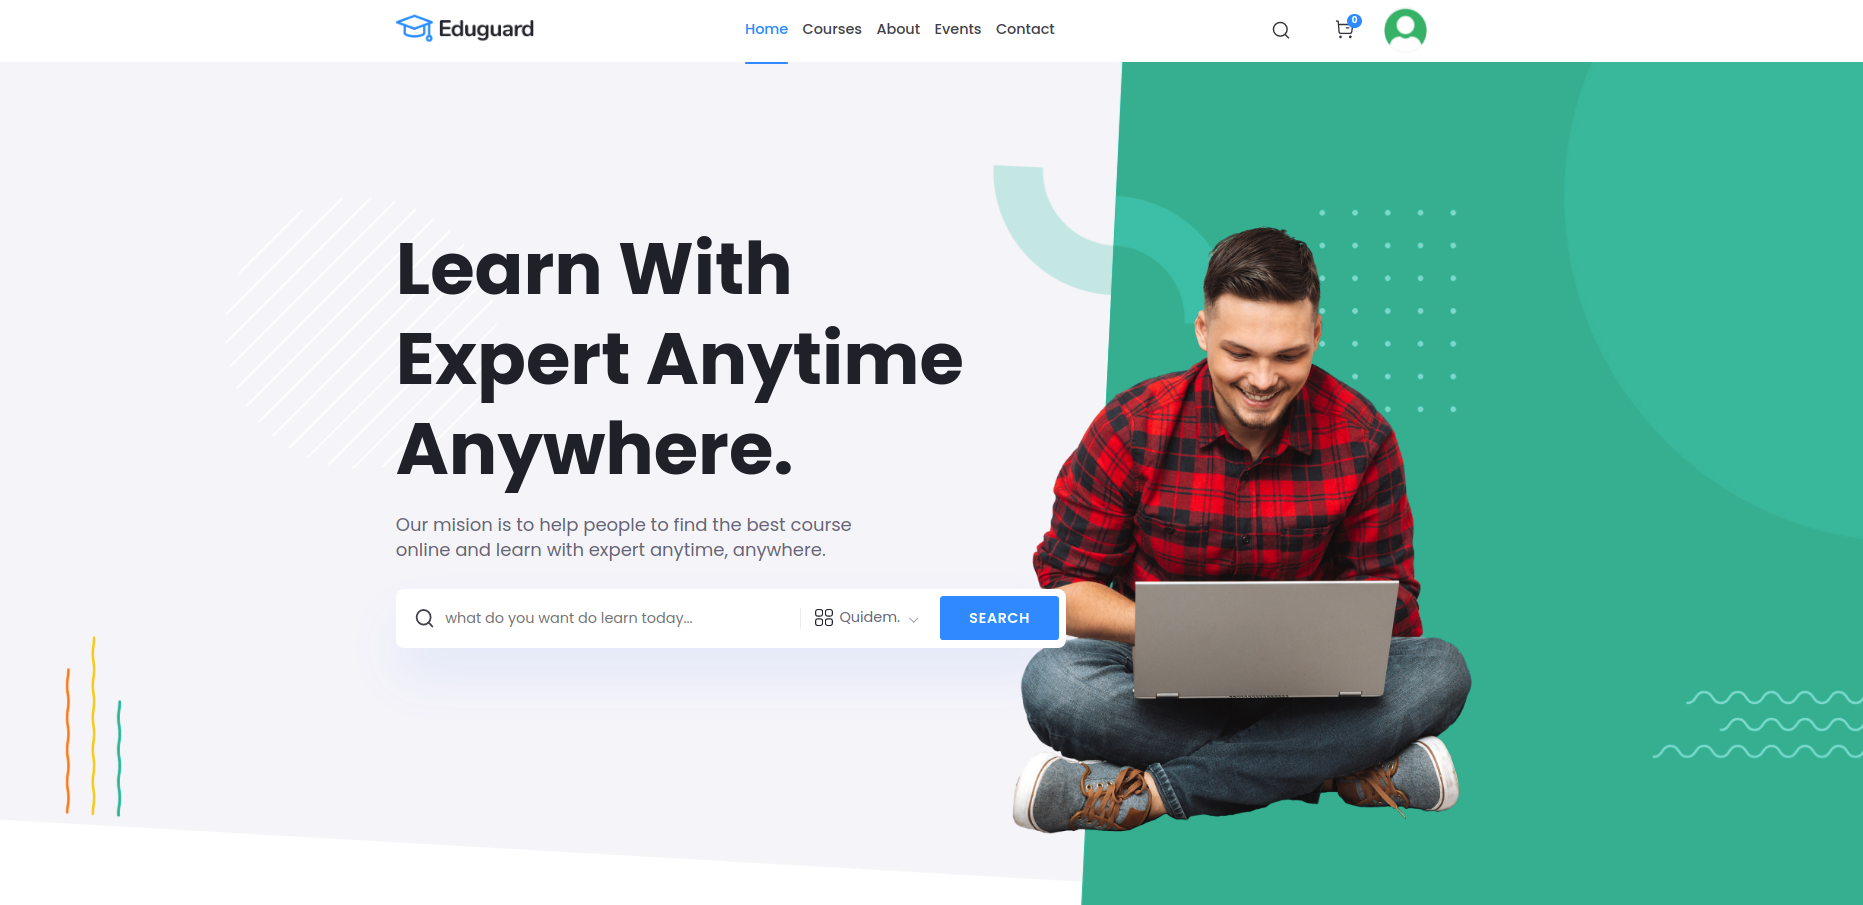 Eduguard
Home Courses About Events Contact
0
Learn With
Expert Anytime
Anywhere.
Our mision is to help people to find the best course
online and learn with expert anytime, anywhere.
what do you want do learn today...
Quidem.
SEARCH